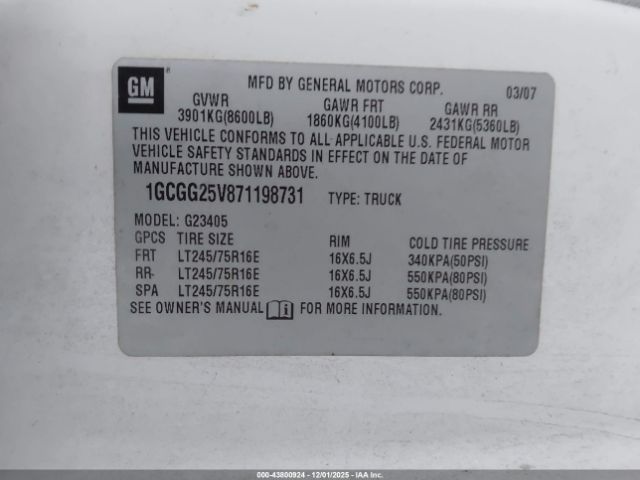 GM ®
MFD BY GENERAL MOTORS CORP. 03/07
GVWR GAWR FRT GAWR RR
3901KG(8600LB) 1860KG(4100LB) 2431KG(5360LB)
THIS VEHICLE CONFORMS TO ALL APPLICABLE U.S. FEDERAL MOTOR
VEHICLE SAFETY STANDARDS IN EFFECT ON THE DATE OF
MANUFACTURE SHOWN ABOVE.
1GCGG25V871198731 TYPE: TRUCK
MODEL: G23405
GPCS TIRE SIZE RIM COLD TIRE PRESSURE
FRT LT245/75R16E 16X6.5J 340KPA(50PSI)
RR LT245/75R16E 16X6.5J 550KPA(80PSI)
SPA LT245/75R16E 16X6.5J 550KPA(80PSI)
SEE OWNER'S MANUAL i FOR MORE INFORMATION.
000-43800924 - 12/01/2025 - IAA Inc.